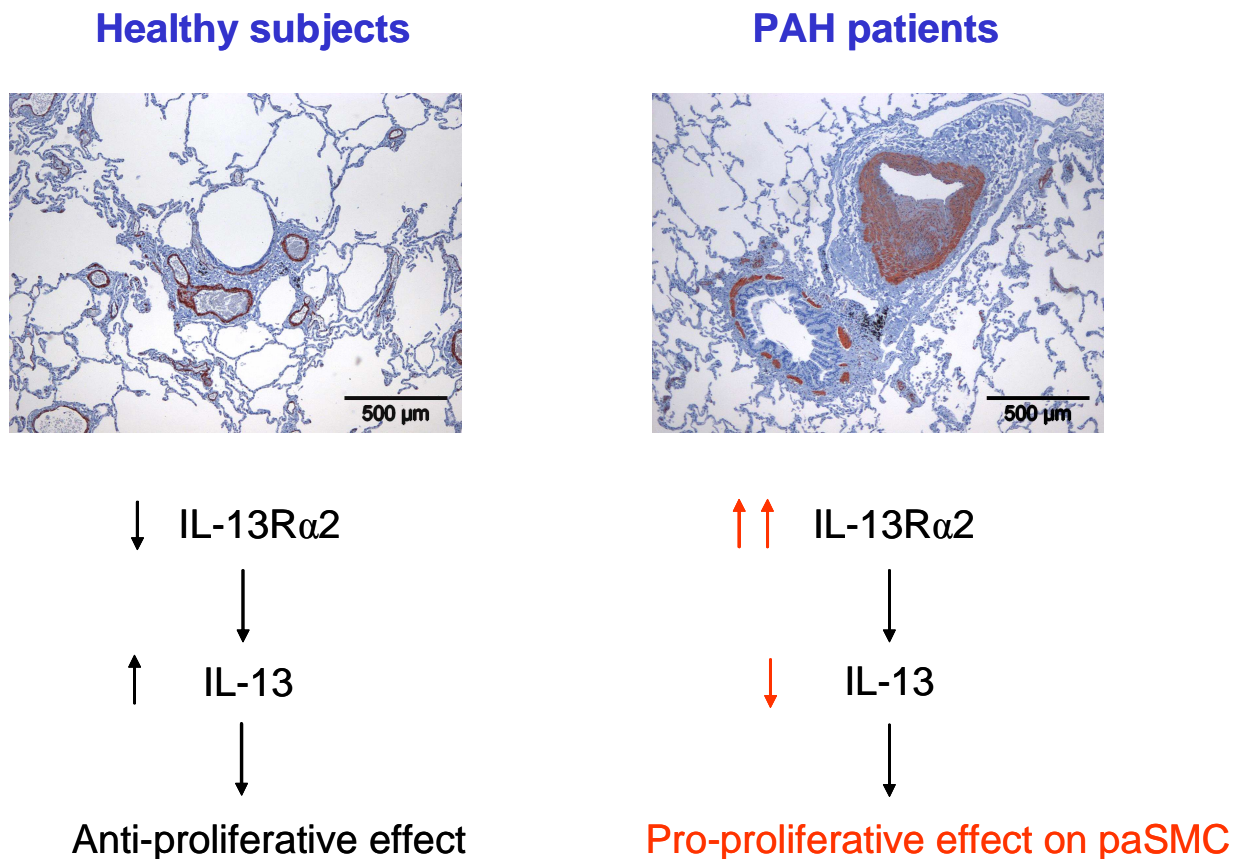 Healthy subjects
PAH patients
500 µm
500 µm
↓ IL-13Rα2
↑↑ IL-13Rα2
↑ IL-13
↓ IL-13
Anti-proliferative effect
Pro-proliferative effect on paSMC